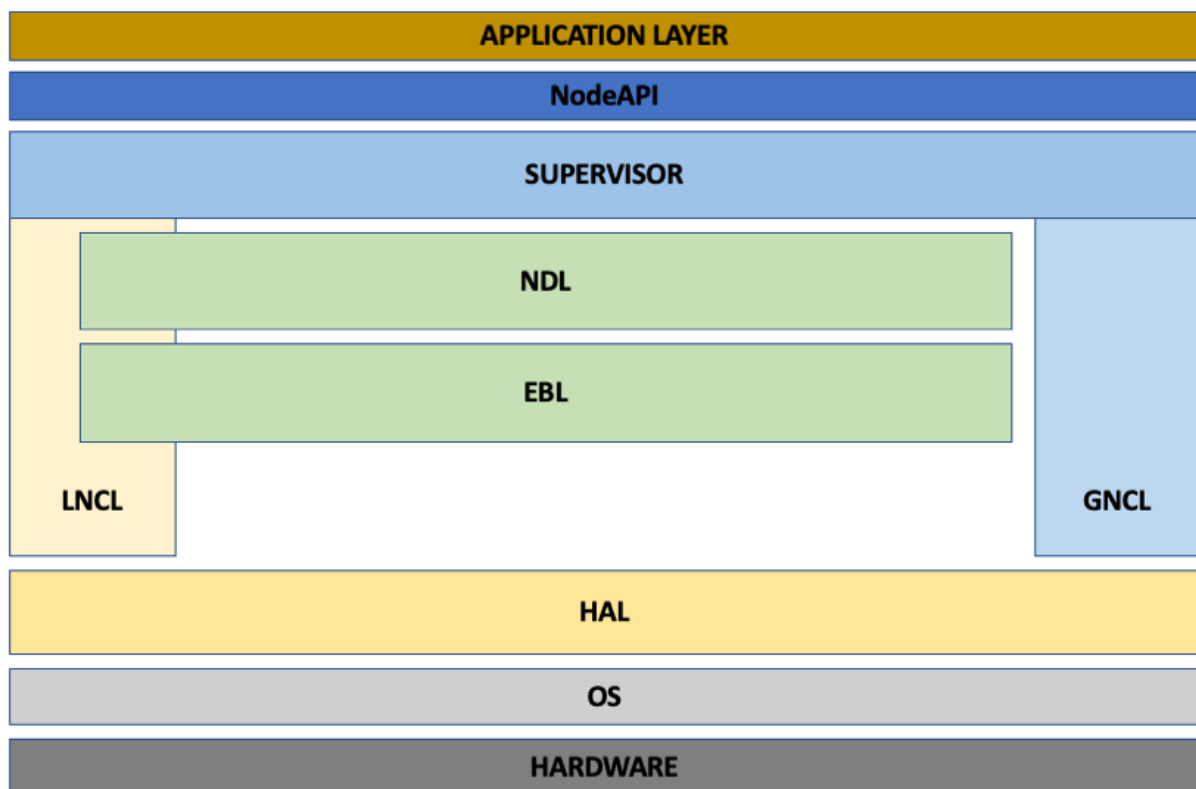 APPLICATION LAYER
NodeAPI
SUPERVISOR
NDL
EBL
LNCL
GNCL
HAL
OS
HARDWARE